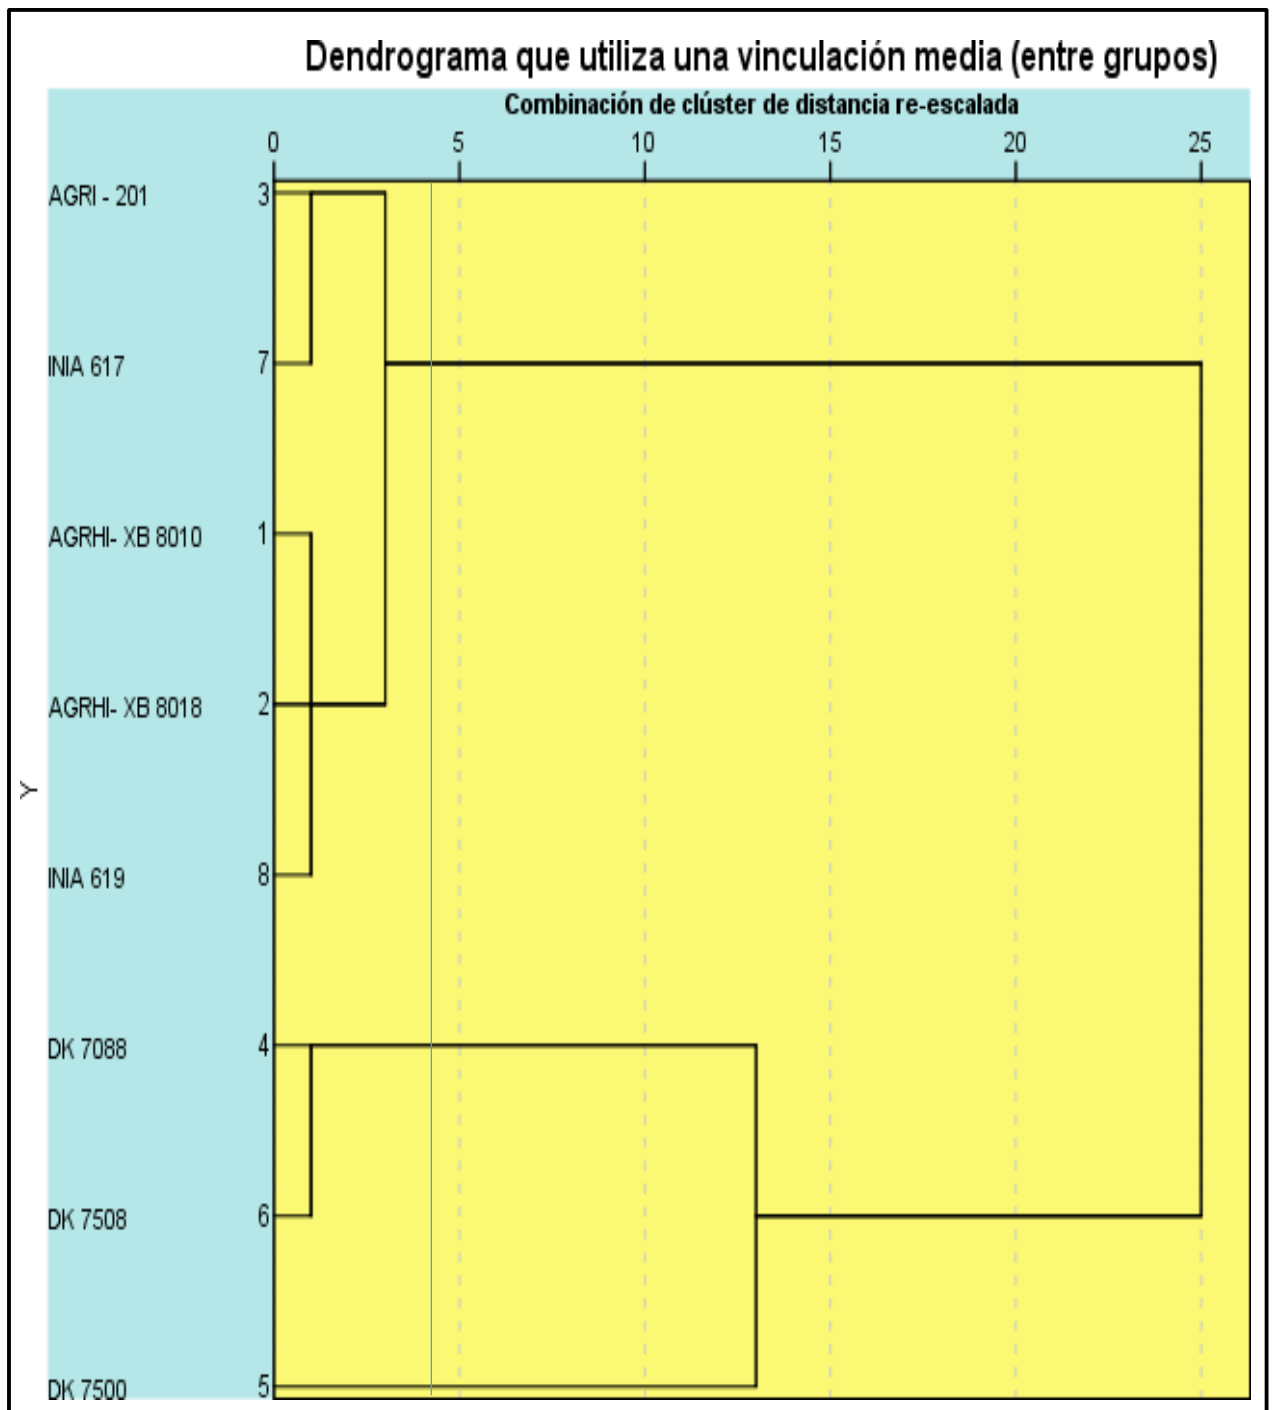 Dendrograma que utiliza una vinculación media (entre grupos)
Combinación de clúster de distancia re-escalada
0 5 10 15 20 25
AGRI - 201 3
INIA 617 7
AGRHI- XB 8010 1
AGRHI- XB 8018 2
Y
INIA 619 8
DK 7088 4
DK 7508 6
DK 7500 5